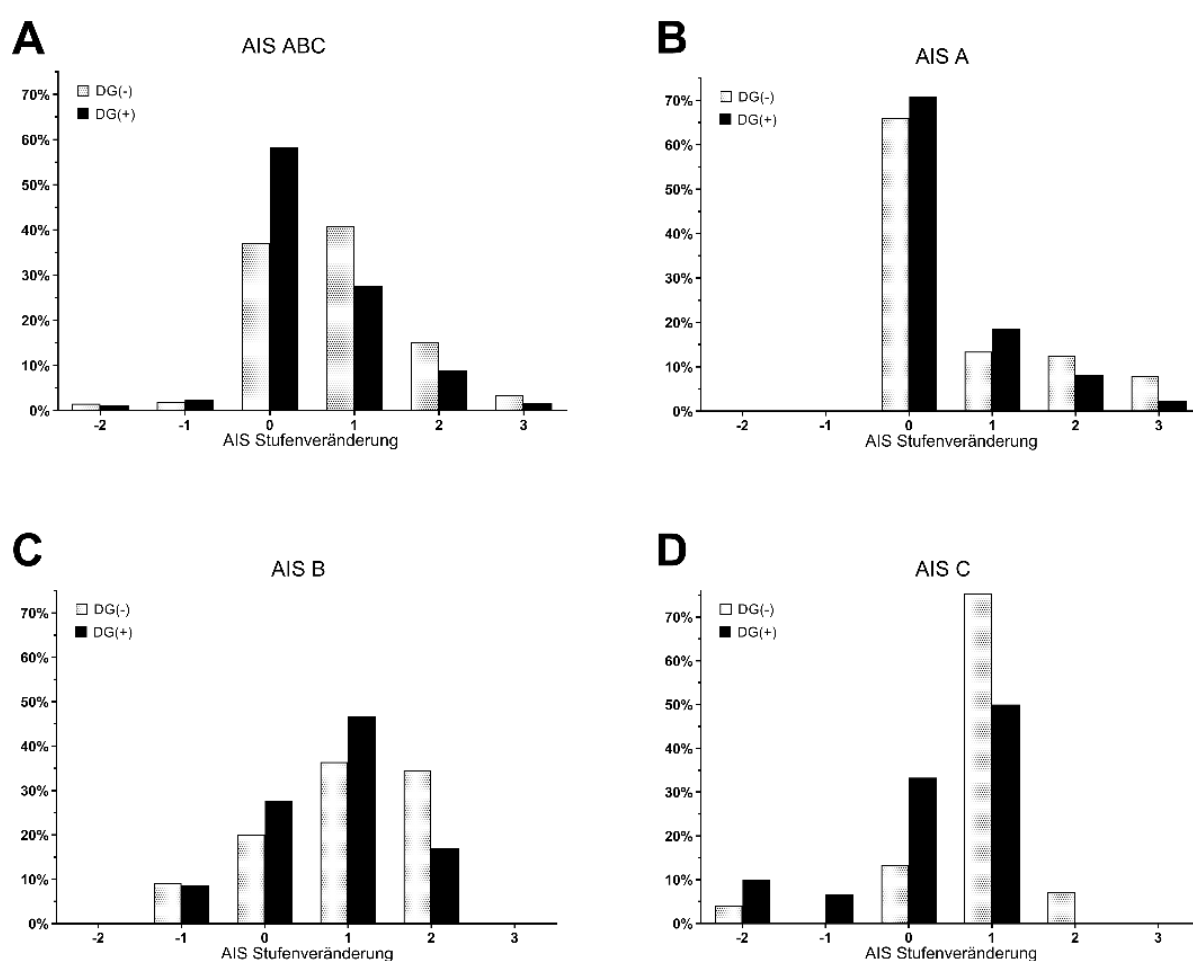 A
AIS ABC
DG(-)
DG(+)
70%
60%
50%
40%
30%
20%
10%
0%
-2 -1 0 1 2 3
AIS Stufenveränderung
B
AIS A
DG(-)
DG(+)
70%
60%
50%
40%
30%
20%
10%
0%
-2 -1 0 1 2 3
AIS Stufenveränderung
C
AIS B
DG(-)
DG(+)
70%
60%
50%
40%
30%
20%
10%
0%
-2 -1 0 1 2 3
AIS Stufenveränderung
D
AIS C
DG(-)
DG(+)
70%
60%
50%
40%
30%
20%
10%
0%
-2 -1 0 1 2 3
AIS Stufenveränderung